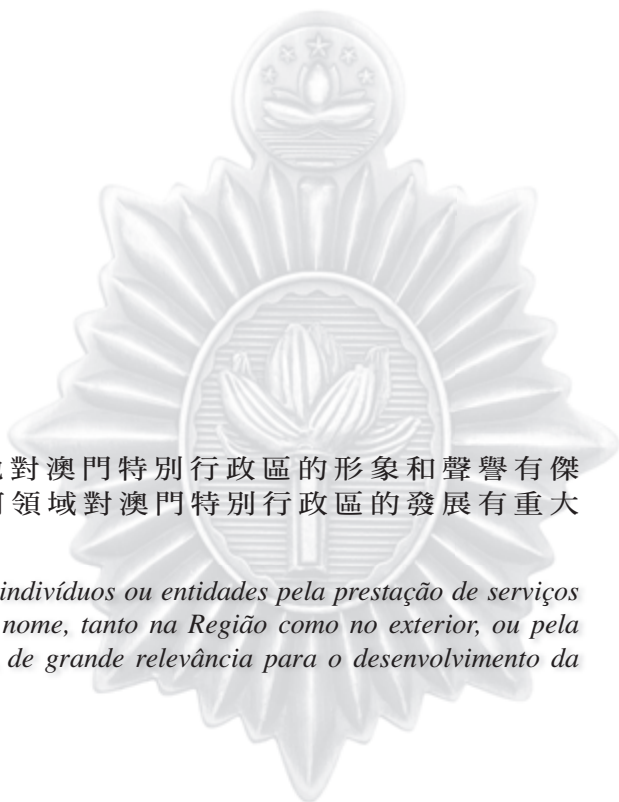 對澳門特別行政區的形象和聲譽有傑
領域對澳門特別行政區的發展有重大
indivíduos ou entidades pela prestação de serviços
nome, tanto na Região como no exterior, ou pela
de grande relevância para o desenvolvimento da